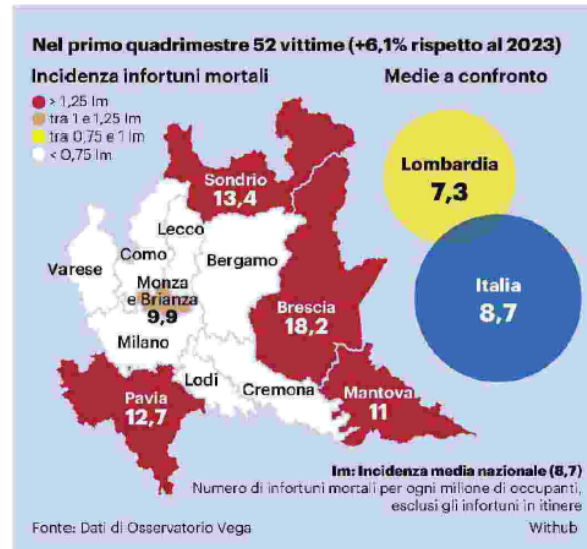 Nel primo quadrimestre 52 vittime (+6,1% rispetto al 2023)
Incidenza infortuni mortali
> 1,25 Im
tra 1 e 1,25 Im
tra 0,75 e 1 Im
< 0,75 Im
Medie a confronto
Lombardia
7,3
Italia
8,7
Sondrio
13,4
Lecco
Como
Bergamo
Varese
Monza
e Brianza
9,9
Brescia
18,2
Milano
Lodi
Cremona
Pavia
12,7
Mantova
11
Im: Incidenza media nazionale (8,7)
Numero di infortuni mortali per ogni milione di occupanti,
esclusi gli infortuni in itinere
Fonte: Dati di Osservatorio Vega
Withub